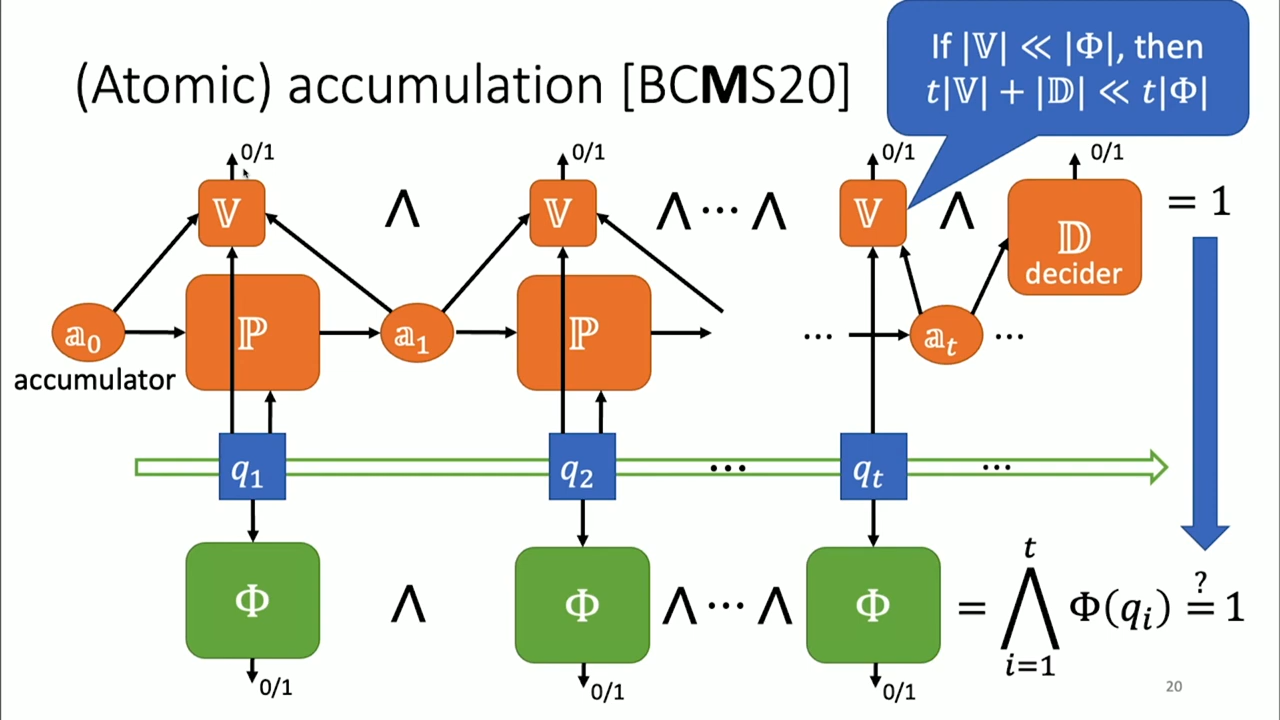 (Atomic) accumulation [BCMS20]
If |𝕍| ≪ |Φ|, then
t|𝕍| + |𝔻| ≪ t|Φ|
0/1 0/1 0/1 0/1
𝕍 ⋀ 𝕍 ⋀ ⋯ ⋀ 𝕍 ⋀ 𝔻 = 1
decider
𝕒0 ℙ 𝕒1 ℙ ⋯ 𝕒t ⋯
accumulator
q1 q2 ⋯ qt ⋯
Φ ⋀ Φ ⋀ ⋯ ⋀ Φ = ⋀ᵗᵢ₌₁ Φ(qi) ≟ 1
0/1 0/1 0/1
20